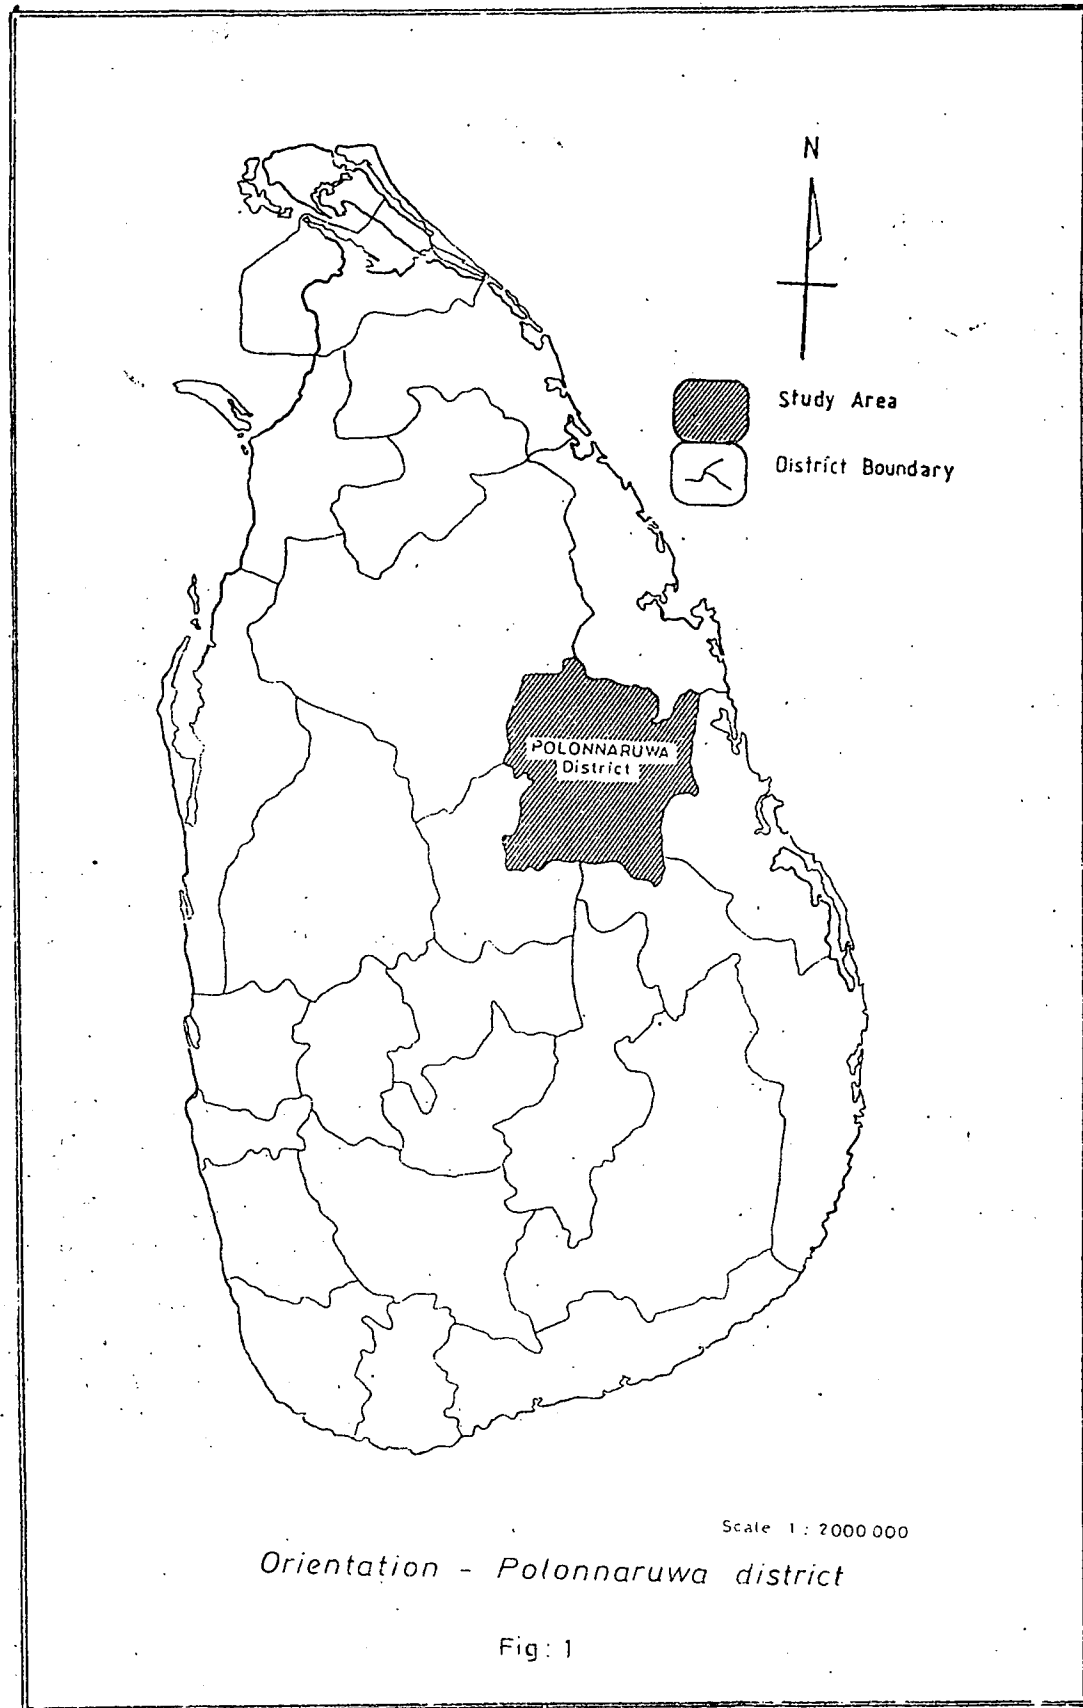 N
Study Area
District Boundary
POLONNARUWA
District
Scale 1 : 2000 000
Orientation - Polonnaruwa district
Fig: 1